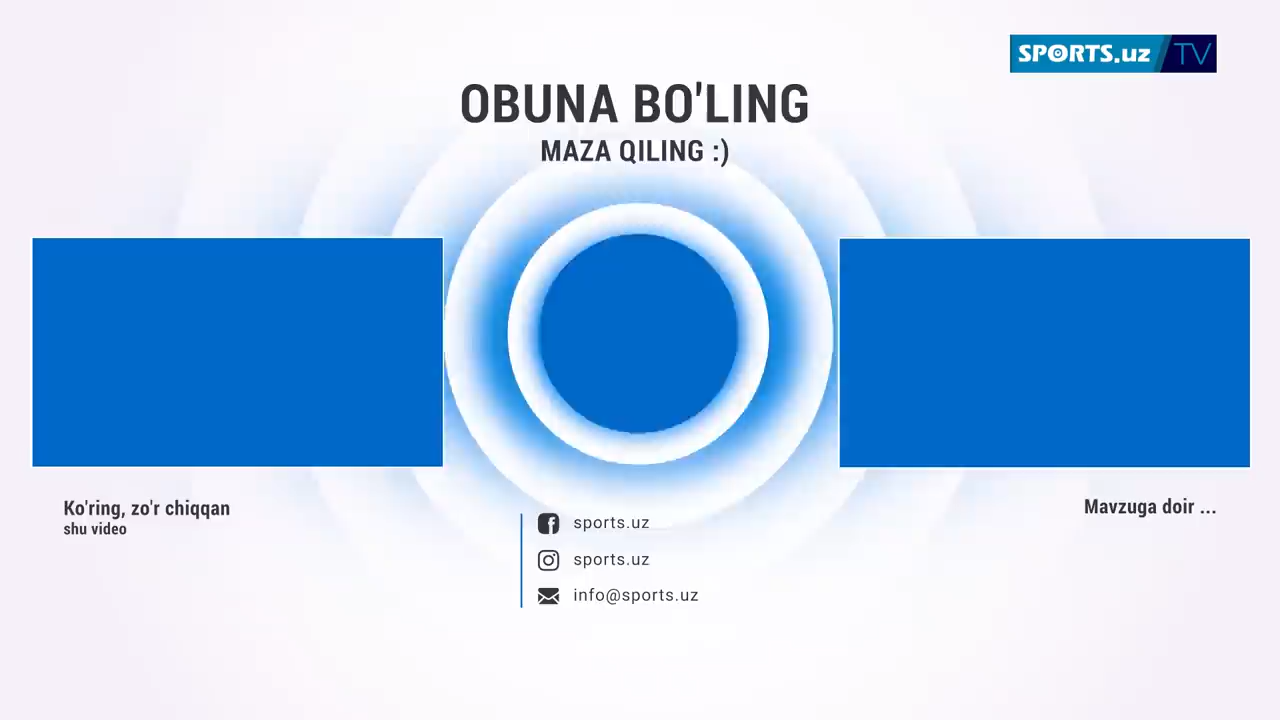 SPORTS.uz TV
OBUNA BO'LING
MAZA QILING :)
Ko'ring, zo'r chiqqan
shu video
Mavzuga doir ...
sports.uz
sports.uz
info@sports.uz